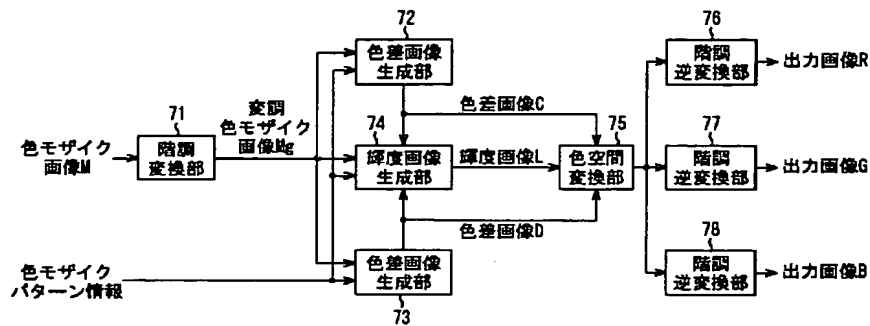 72
色差画像
生成部
76
階調
逆変換部
出力画像R
71
変調
色モザイク
画像Mg
色差画像C
色モザイク
画像M
階調
変換部
74
輝度画像
生成部
輝度画像L
75
色空間
変換部
77
階調
逆変換部
出力画像G
色差画像D
色モザイク
パターン情報
色差画像
生成部
73
78
階調
逆変換部
出力画像B